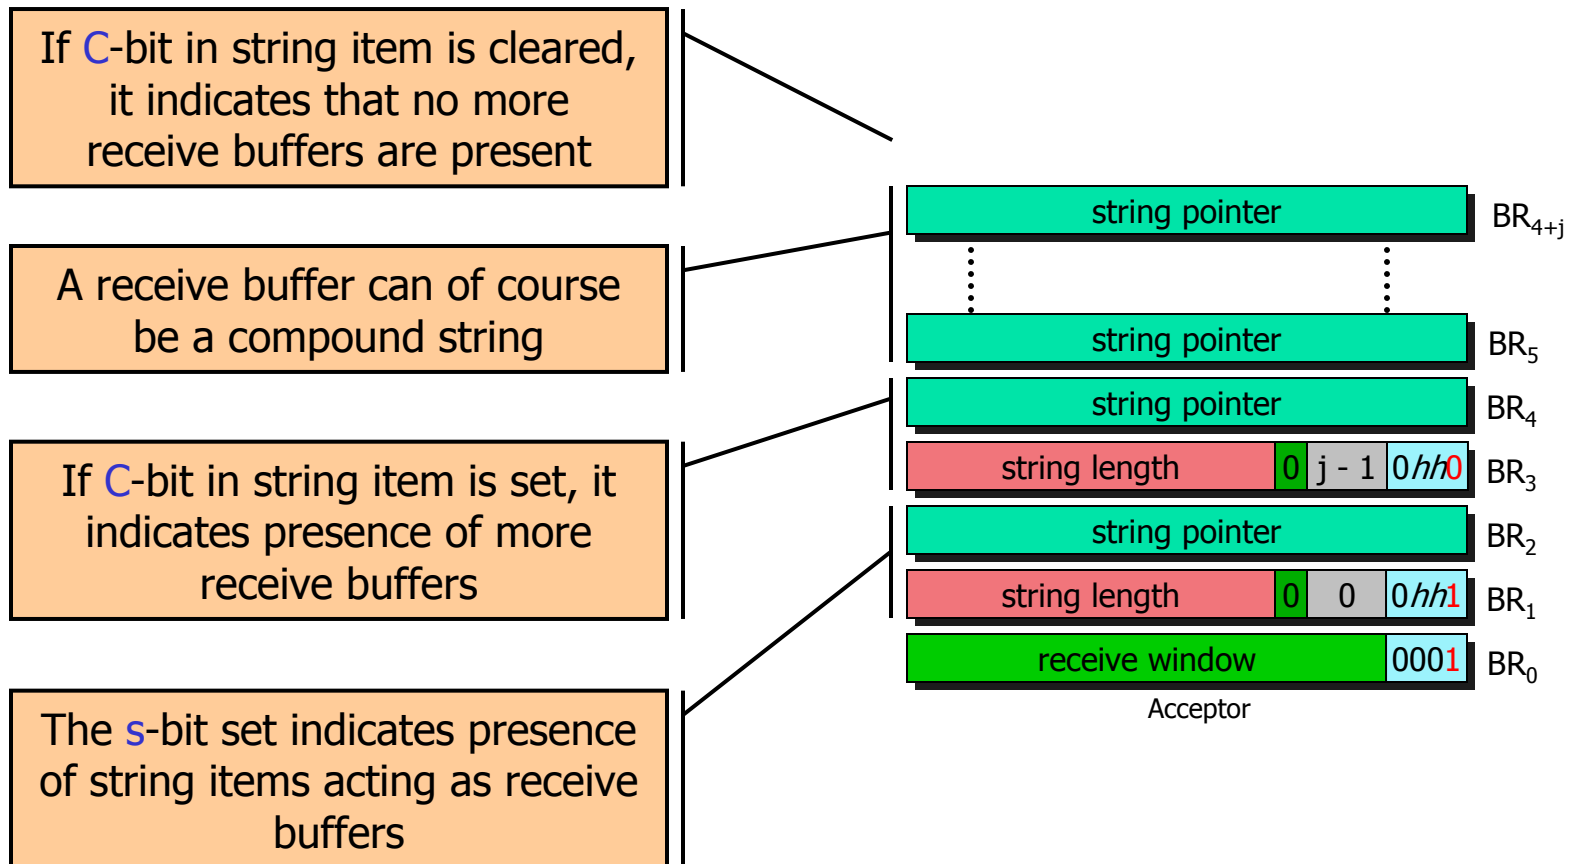 If C-bit in string item is cleared,
it indicates that no more
receive buffers are present
A receive buffer can of course
be a compound string
If C-bit in string item is set, it
indicates presence of more
receive buffers
The s-bit set indicates presence
of string items acting as receive
buffers
string pointer BR4+j
string pointer BR5
string pointer BR4
string length 0 j - 1 0hh0 BR3
string pointer BR2
string length 0 0 0hh1 BR1
receive window 0001 BR0
Acceptor